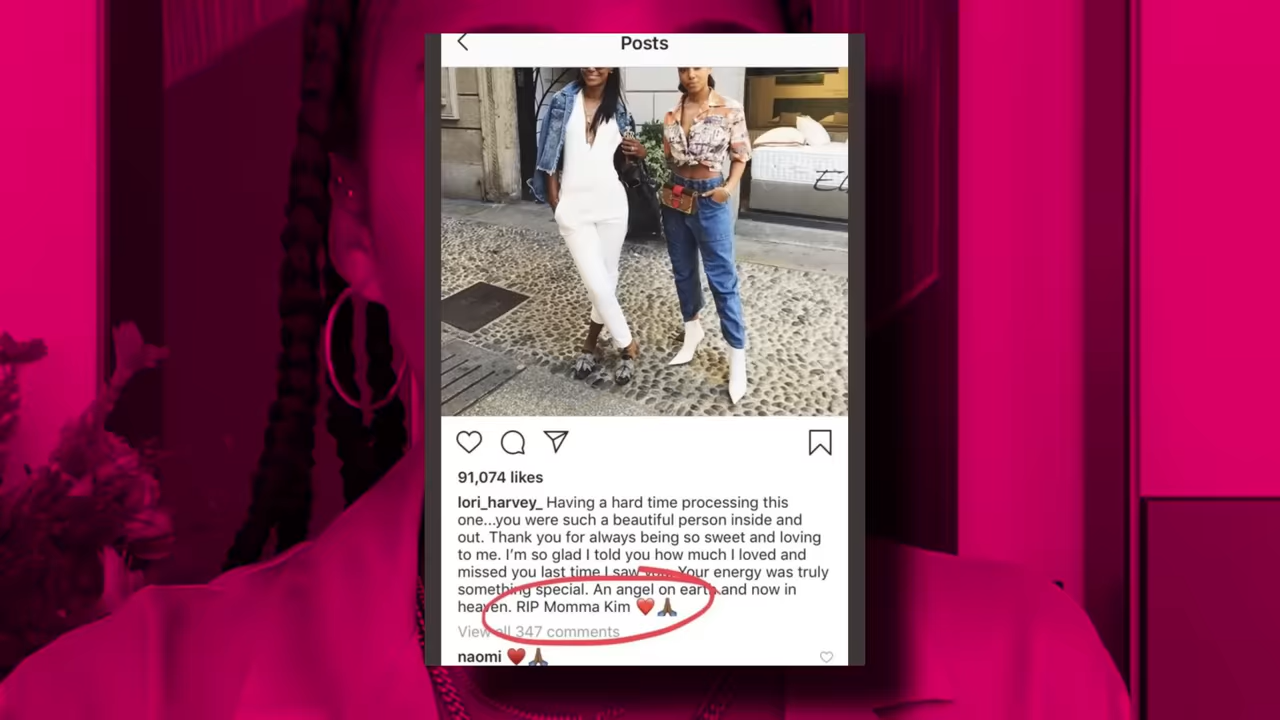 Posts
91,074 likes
lori_harvey_ Having a hard time processing this
one...you were such a beautiful person inside and
out. Thank you for always being so sweet and loving
to me. I'm so glad I told you how much I loved and
missed you last time I saw you. Your energy was truly
something special. An angel on earth and now in
heaven. RIP Momma Kim ❤️🙏🏾
View all 347 comments
naomi ❤️🙏🏾